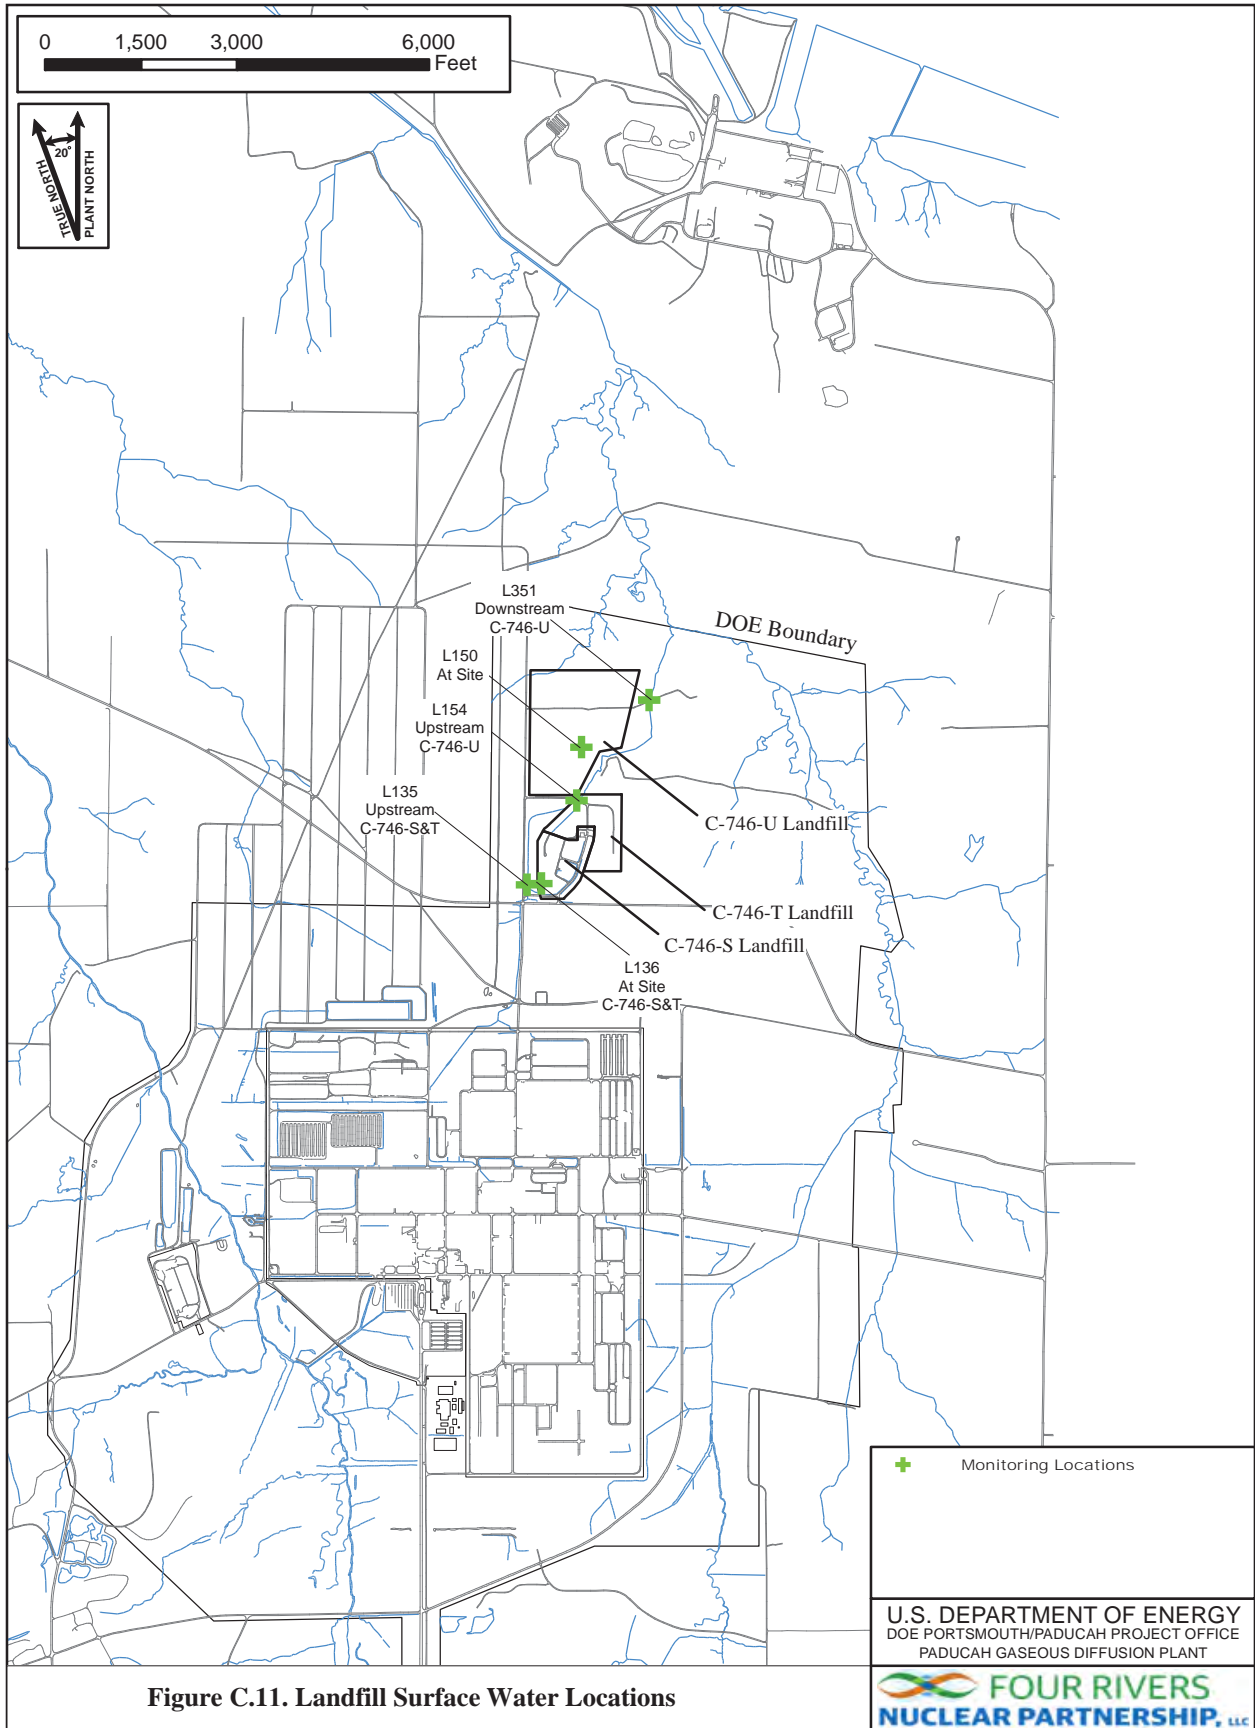 0 1,500 3,000 6,000
Feet
20°
TRUE NORTH
PLANT NORTH
L351
Downstream
C-746-U
DOE Boundary
L150
At Site
L154
Upstream
C-746-U
L135
Upstream
C-746-S&T
C-746-U Landfill
C-746-T Landfill
C-746-S Landfill
L136
At Site
C-746-S&T
Monitoring Locations
U.S. DEPARTMENT OF ENERGY
DOE PORTSMOUTH/PADUCAH PROJECT OFFICE
PADUCAH GASEOUS DIFFUSION PLANT
Figure C.11. Landfill Surface Water Locations
FOUR RIVERS
NUCLEAR PARTNERSHIP, LLC